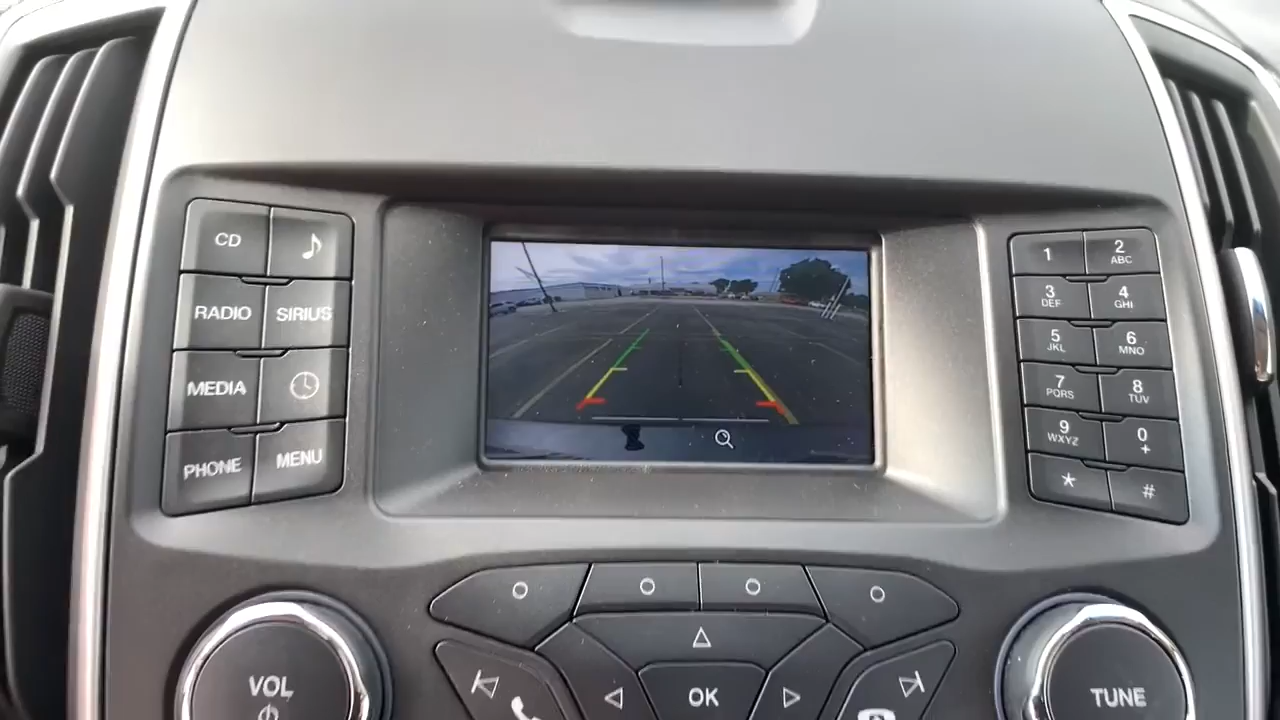 CD
RADIO
SIRIUS
MEDIA
PHONE
MENU
1
2
ABC
3
DEF
4
GHI
5
JKL
6
MNO
7
PQRS
8
TUV
9
WXYZ
0
+
*
#
VOL
OK
TUNE